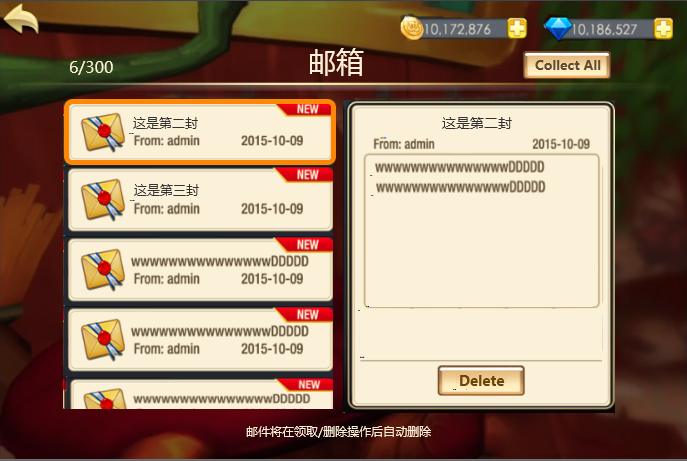 10,172,876
10,186,527
6/300
邮箱
Collect All
NEW
这是第二封
From: admin 2015-10-09
NEW
这是第三封
From: admin 2015-10-09
NEW
wwwwwwwwwwwwwwwwDDDDD
From: admin 2015-10-09
NEW
wwwwwwwwwwwwwwwwDDDDD
From: admin 2015-10-09
NEW
wwwwwwwwwwwwwwwwDDDDD
这是第二封
From: admin 2015-10-09
wwwwwwwwwwwwwwwwDDDDD
wwwwwwwwwwwwwwwwDDDDD
Delete
邮件将在领取/删除操作后自动删除